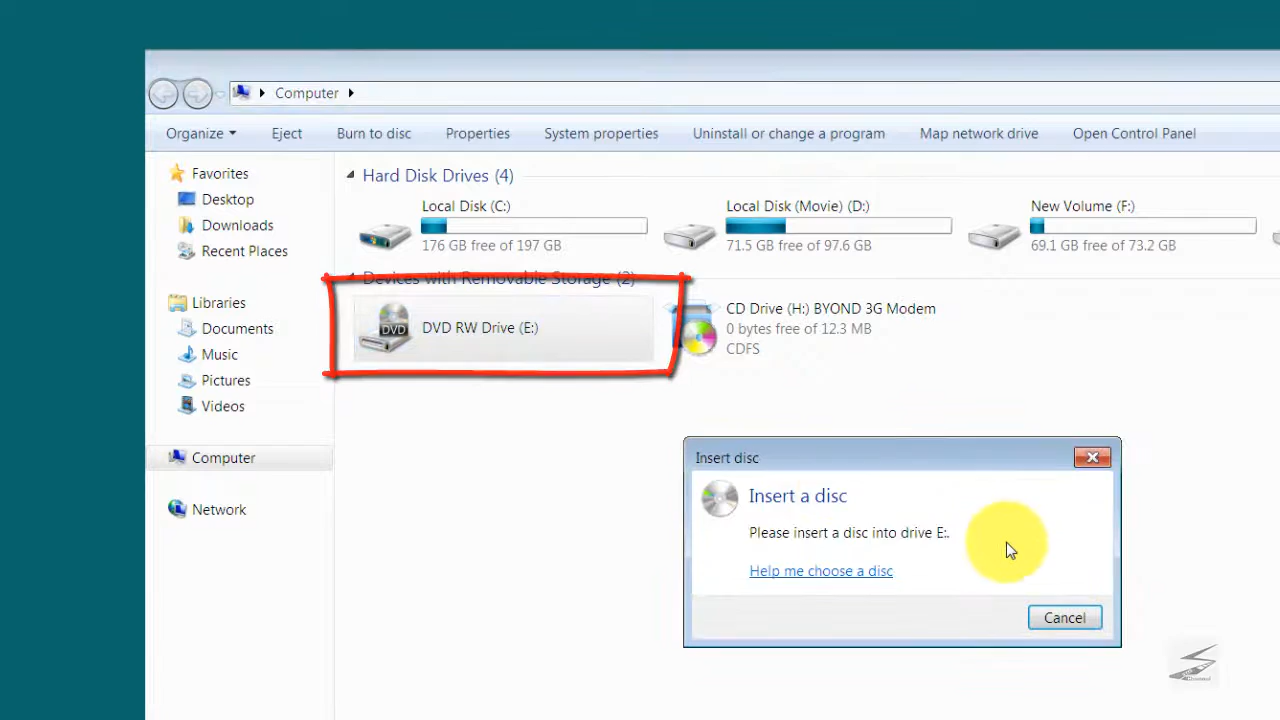 Computer
Organize Eject Burn to disc Properties System properties Uninstall or change a program Map network drive Open Control Panel
Favorites
Desktop
Downloads
Recent Places
Libraries
Documents
Music
Pictures
Videos
Computer
Network
Hard Disk Drives (4)
Local Disk (C:)
176 GB free of 197 GB
Local Disk (Movie) (D:)
71.5 GB free of 97.6 GB
New Volume (F:)
69.1 GB free of 73.2 GB
Devices with Removable Storage (2)
DVD
DVD RW Drive (E:)
CD Drive (H:) BYOND 3G Modem
0 bytes free of 12.3 MB
CDFS
Insert disc
Insert a disc
Please insert a disc into drive E:.
Help me choose a disc
Cancel
Channel